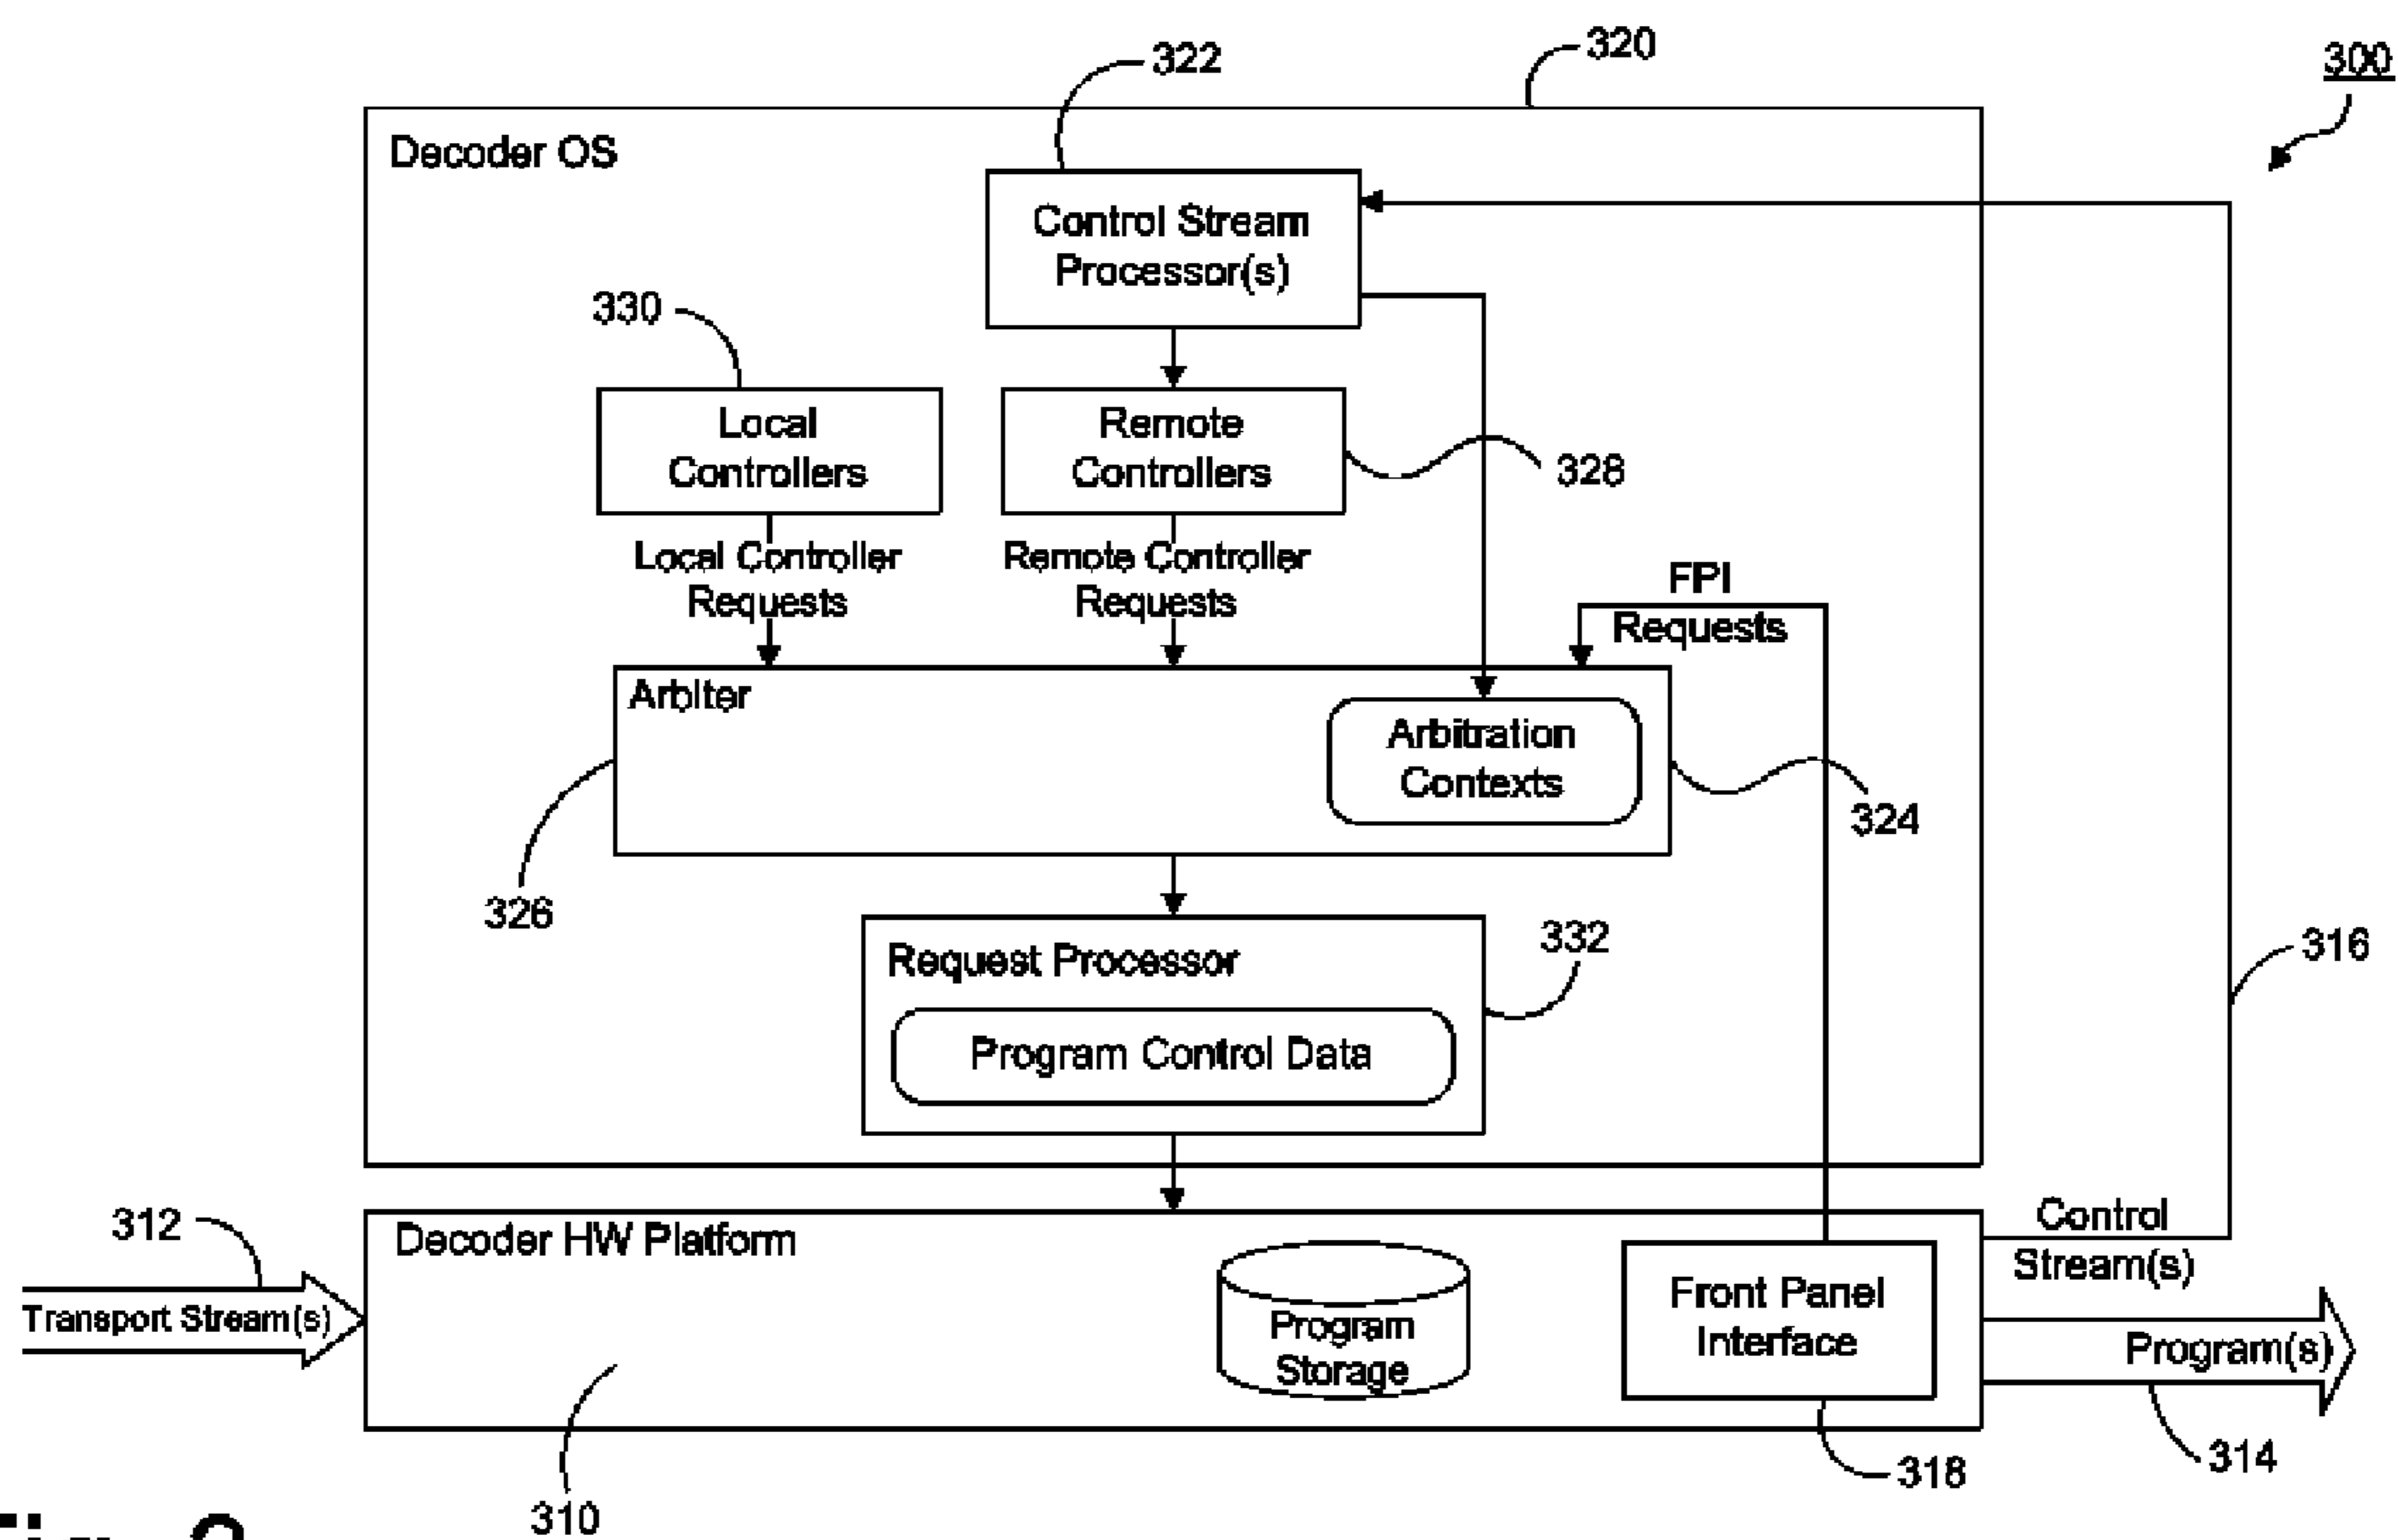 322
320
300
Decoder OS
Control Stream
Processor(s)
330
Local
Controllers
Remote
Controllers
328
Local Controller
Requests
Remote Controller
Requests
FPI
Requests
Arbiter
Arbitration
Contexts
324
326
Request Processor
332
Program Control Data
316
312
Decoder HW Platform
Control
Stream(s)
Transport Stream(s)
Program
Storage
Front Panel
Interface
Program(s)
318
314
310